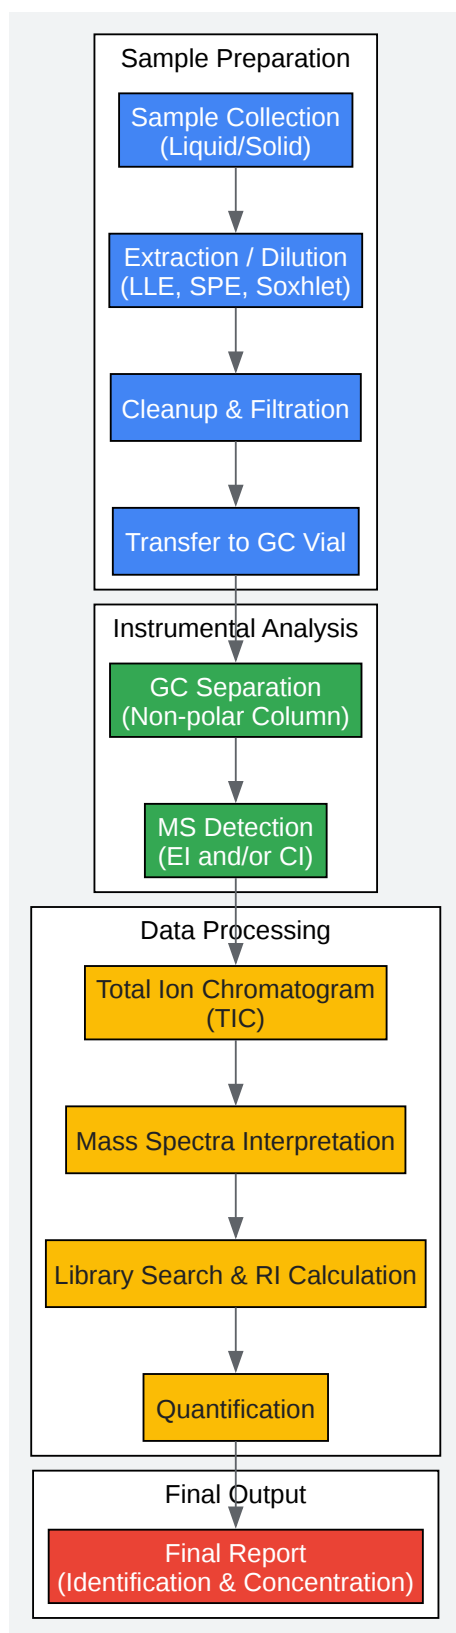 Sample Preparation
Sample Collection
(Liquid/Solid)
Extraction / Dilution
(LLE, SPE, Soxhlet)
Cleanup & Filtration
Transfer to GC Vial
Instrumental Analysis
GC Separation
(Non-polar Column)
MS Detection
(EI and/or CI)
Data Processing
Total Ion Chromatogram
(TIC)
Mass Spectra Interpretation
Library Search & RI Calculation
Quantification
Final Output
Final Report
(Identification & Concentration)